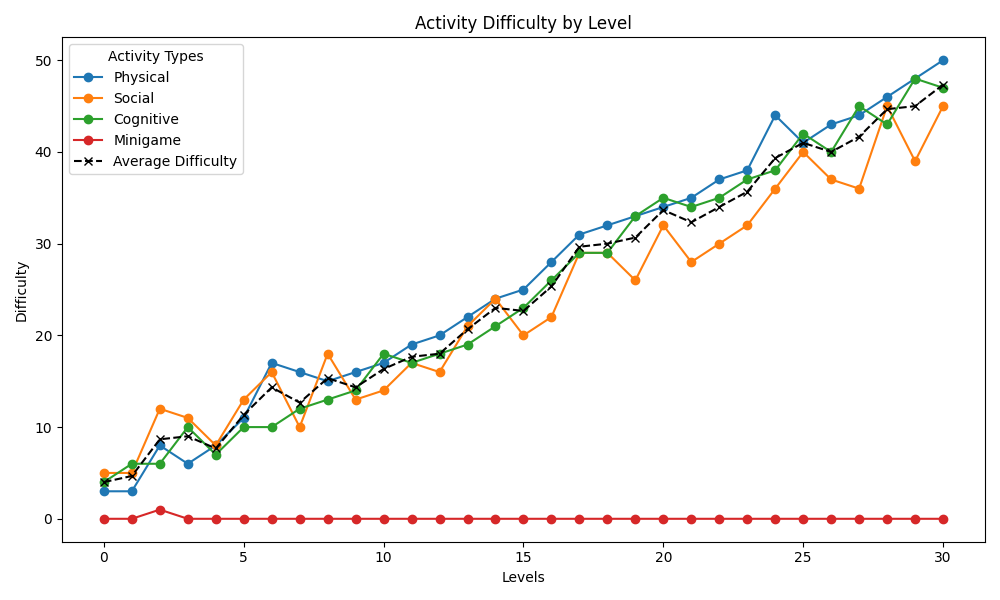 Activity Difficulty by Level
Activity Types
Physical
Social
Cognitive
Minigame
Average Difficulty
Difficulty
50
40
30
20
10
0
0 5 10 15 20 25 30
Levels